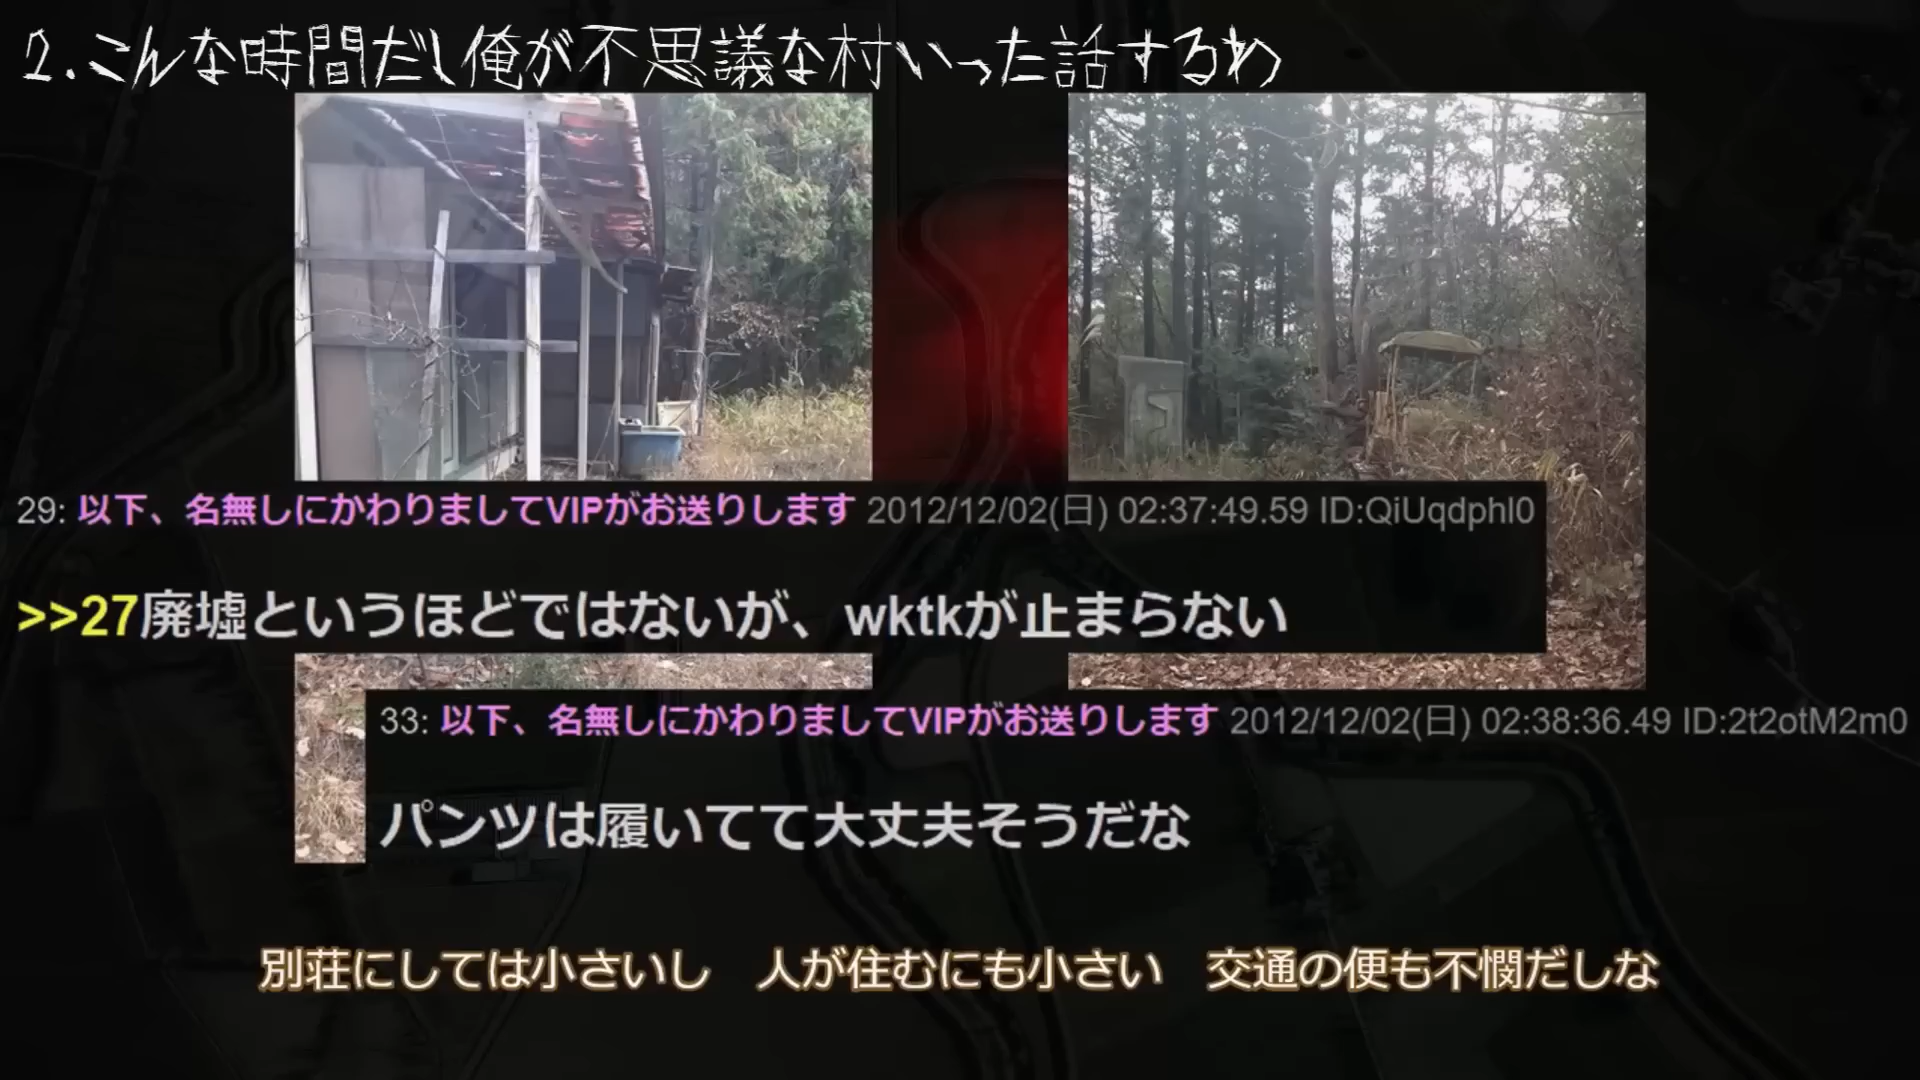 2.こんな時間だし俺が不思議な村いった話するわ
29: 以下、名無しにかわりましてVIPがお送りします 2012/12/02(日) 02:37:49.59 ID:QiUqdphI0
>>27廃墟というほどではないが、wktkが止まらない
33: 以下、名無しにかわりましてVIPがお送りします 2012/12/02(日) 02:38:36.49 ID:2t2otM2m0
パンツは履いてて大丈夫そうだな
別荘にしては小さいし 人が住むにも小さい 交通の便も不憫だしな